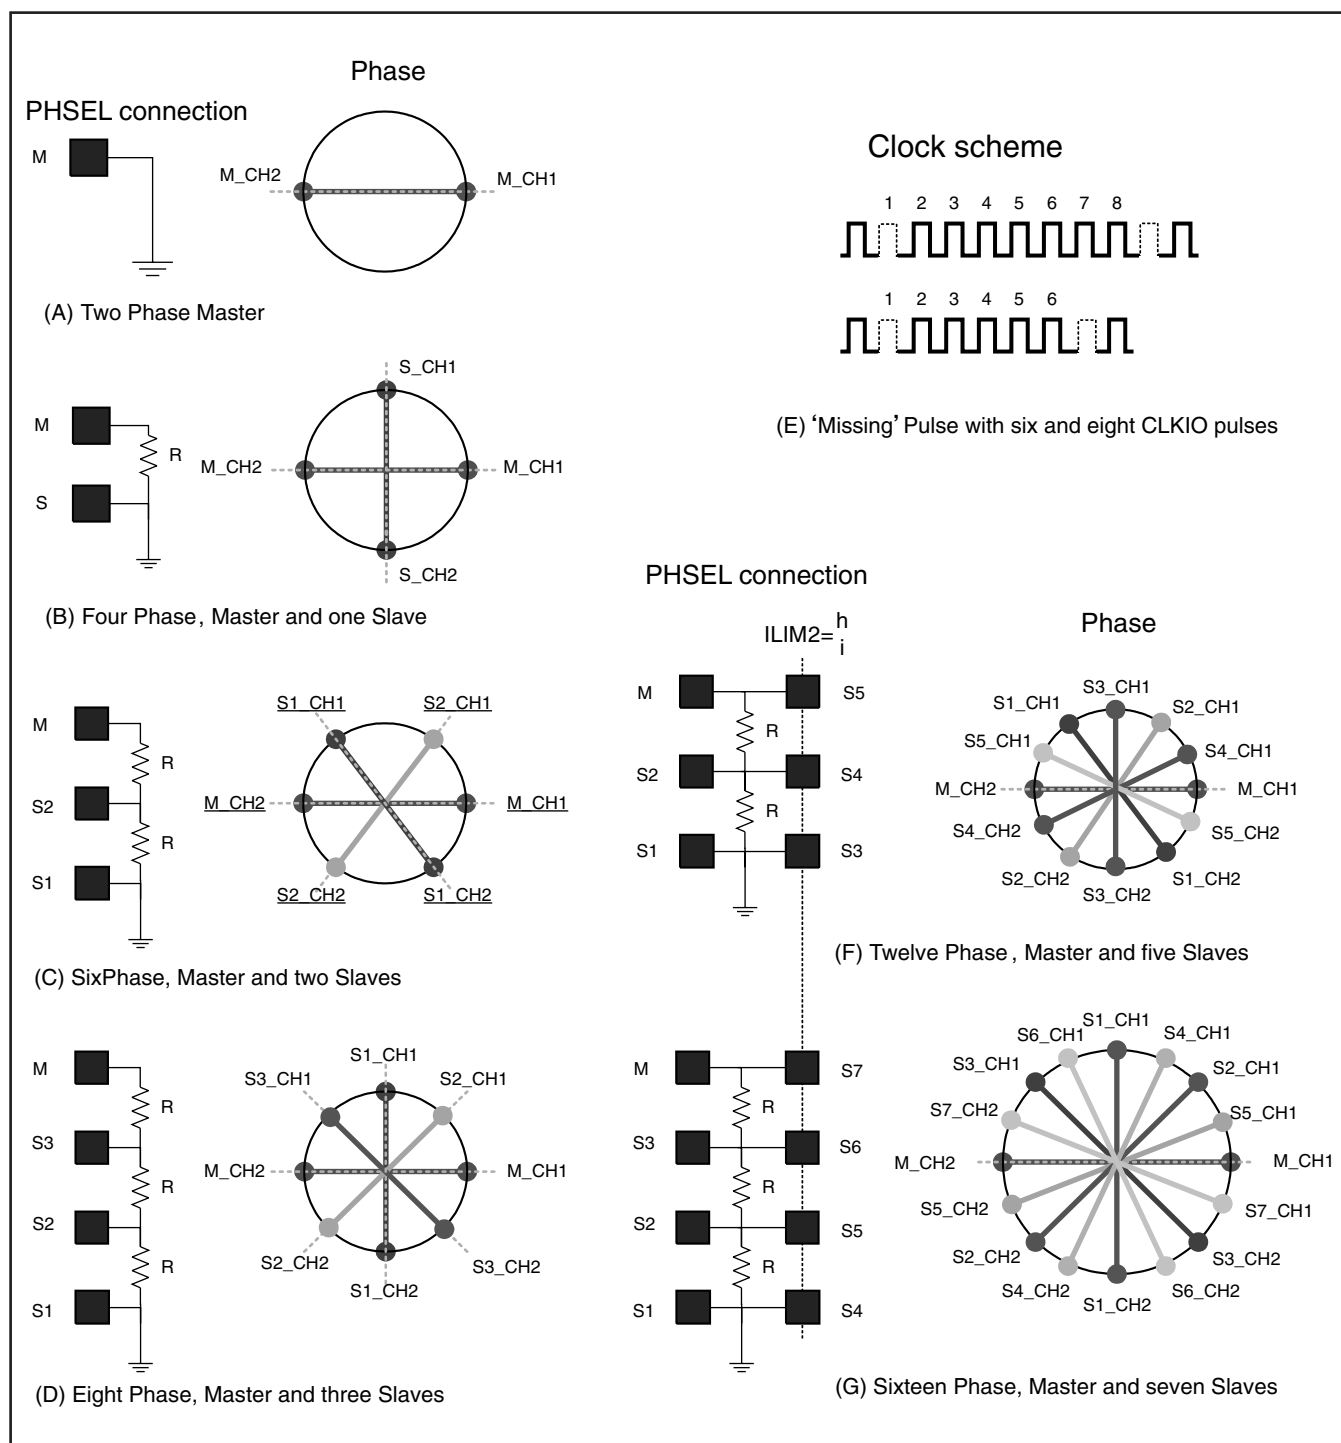 Phase
PHSEL connection
M
M_CH2
M_CH1
(A) Two Phase Master
S_CH1
M
R
M_CH2
M_CH1
S
S_CH2
(B) Four Phase, Master and one Slave
S1_CH1
S2_CH1
M
R
S2
M_CH2
M_CH1
R
S1
S2_CH2
S1_CH2
(C) SixPhase, Master and two Slaves
S1_CH1
S3_CH1
S2_CH1
M
R
S3
M_CH2
M_CH1
R
S2
S2_CH2
S3_CH2
R
S1_CH2
S1
(D) Eight Phase, Master and three Slaves
Clock scheme
1 2 3 4 5 6 7 8
1 2 3 4 5 6
(E) ‘Missing’ Pulse with six and eight CLKIO pulses
PHSEL connection
ILIM2= h
i
Phase
M
S5
R
S2
S4
R
S1
S3
S3_CH1
S1_CH1
S2_CH1
S5_CH1
S4_CH1
M_CH2
M_CH1
S4_CH2
S5_CH2
S2_CH2
S1_CH2
S3_CH2
(F) Twelve Phase, Master and five Slaves
M
S7
R
S3
S6
R
S2
S5
R
S1
S4
S1_CH1
S6_CH1
S4_CH1
S3_CH1
S2_CH1
S7_CH2
S5_CH1
M_CH2
M_CH1
S5_CH2
S7_CH1
S2_CH2
S3_CH2
S4_CH2
S6_CH2
S1_CH2
(G) Sixteen Phase, Master and seven Slaves